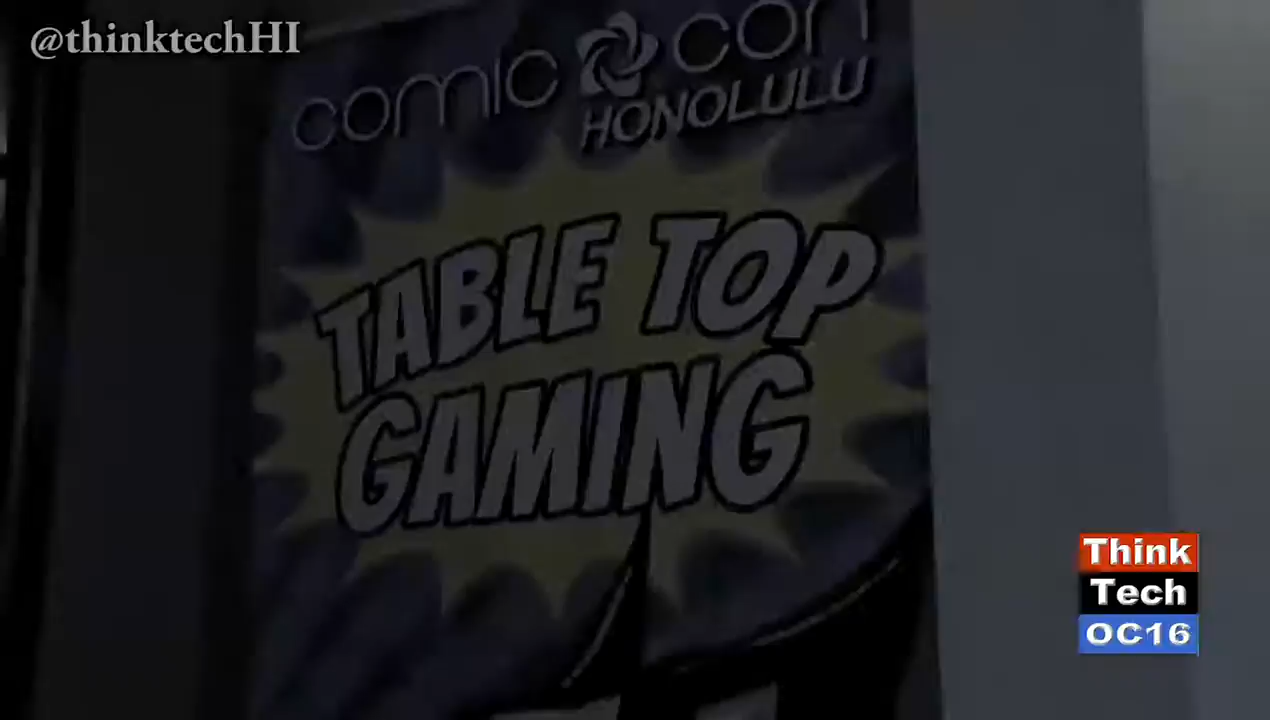 @thinktechHI
comic con
HONOLULU
TABLE TOP
GAMING
Think
Tech
OC16